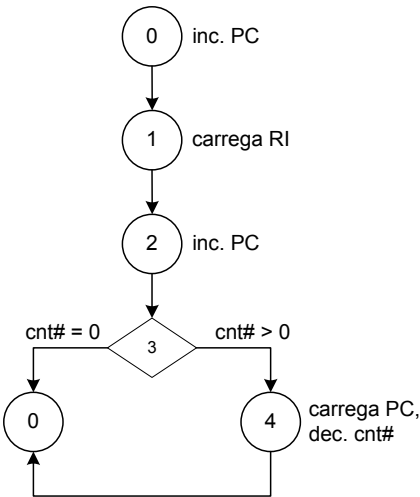 0 inc. PC
1 carrega RI
2 inc. PC
cnt# = 0 cnt# > 0
3
0
4 carrega PC,
dec. cnt#